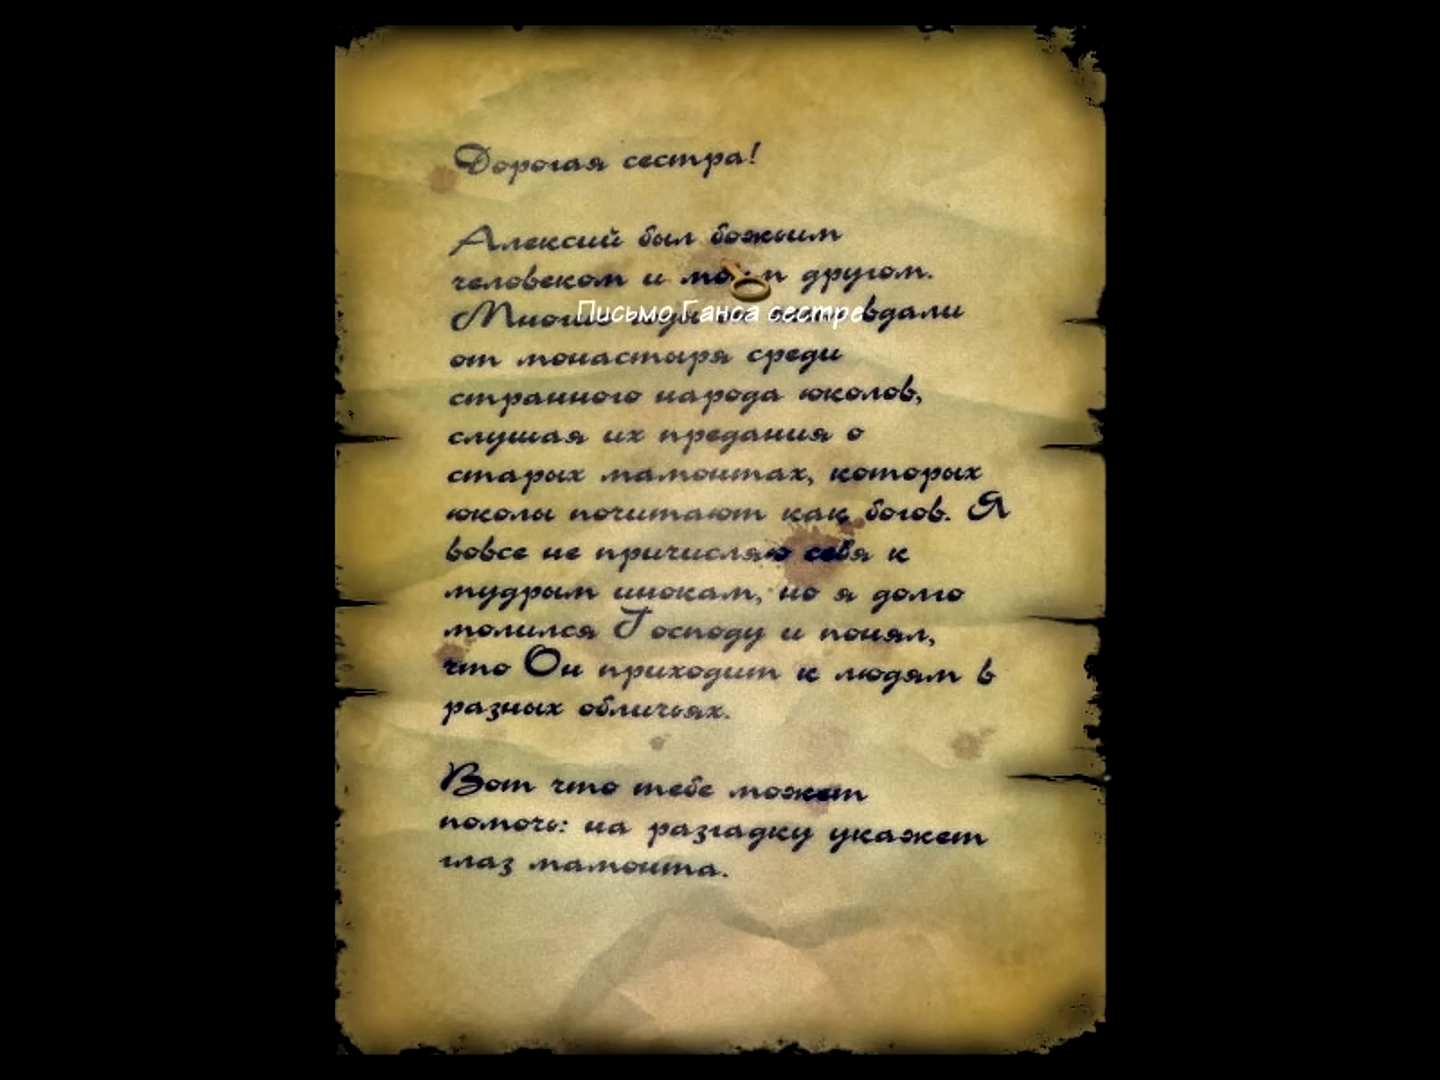 Дорогая сестра!
Алексий был божьим
человеком и другом.
Письмо Ганса сестре
вдали
от монастыря среди
странного народа юколов,
слушая их предания о
старых мамонтах, которых
юколы почитают как богов. Я
вовсе не причисляю себя к
мудрым инокам, но я долго
молился Господу и понял,
что Он приходит к людям в
разных обличьях.
Вот что тебе может
помочь: на разгадку укажет
глаз мамонта.